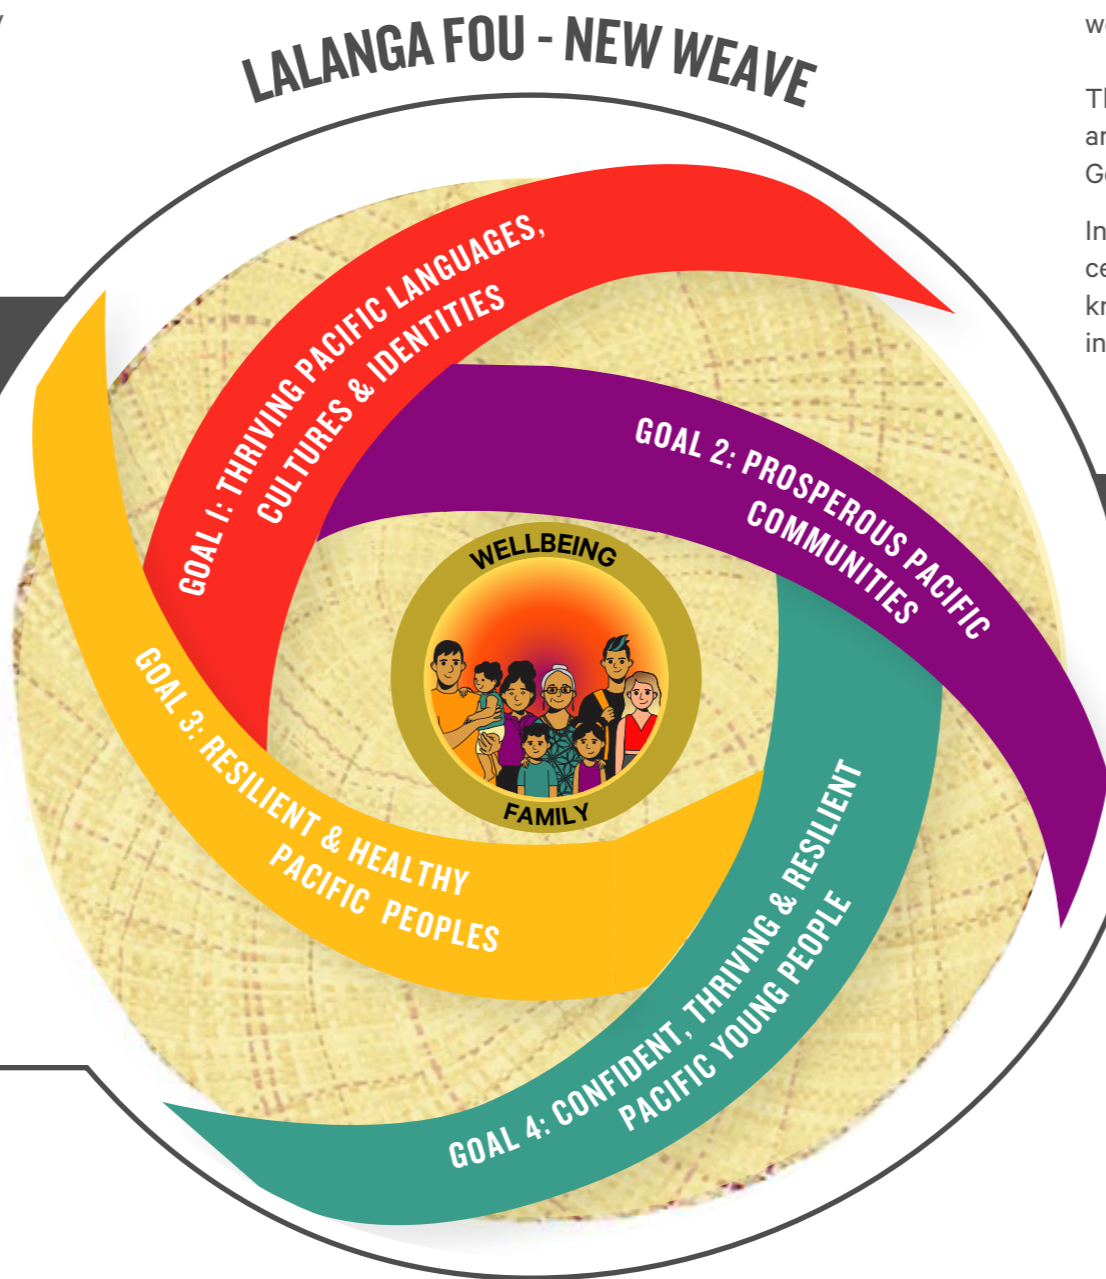 LALANGA FOU - NEW WEAVE
GOAL 1: THRIVING PACIFIC LANGUAGES,
CULTURES & IDENTITIES
GOAL 2: PROSPEROUS PACIFIC
COMMUNITIES
WELLBEING
FAMILY
GOAL 3: RESILIENT & HEALTHY
PACIFIC PEOPLES
GOAL 4: CONFIDENT, THRIVING & RESILIENT
PACIFIC YOUNG PEOPLE
In